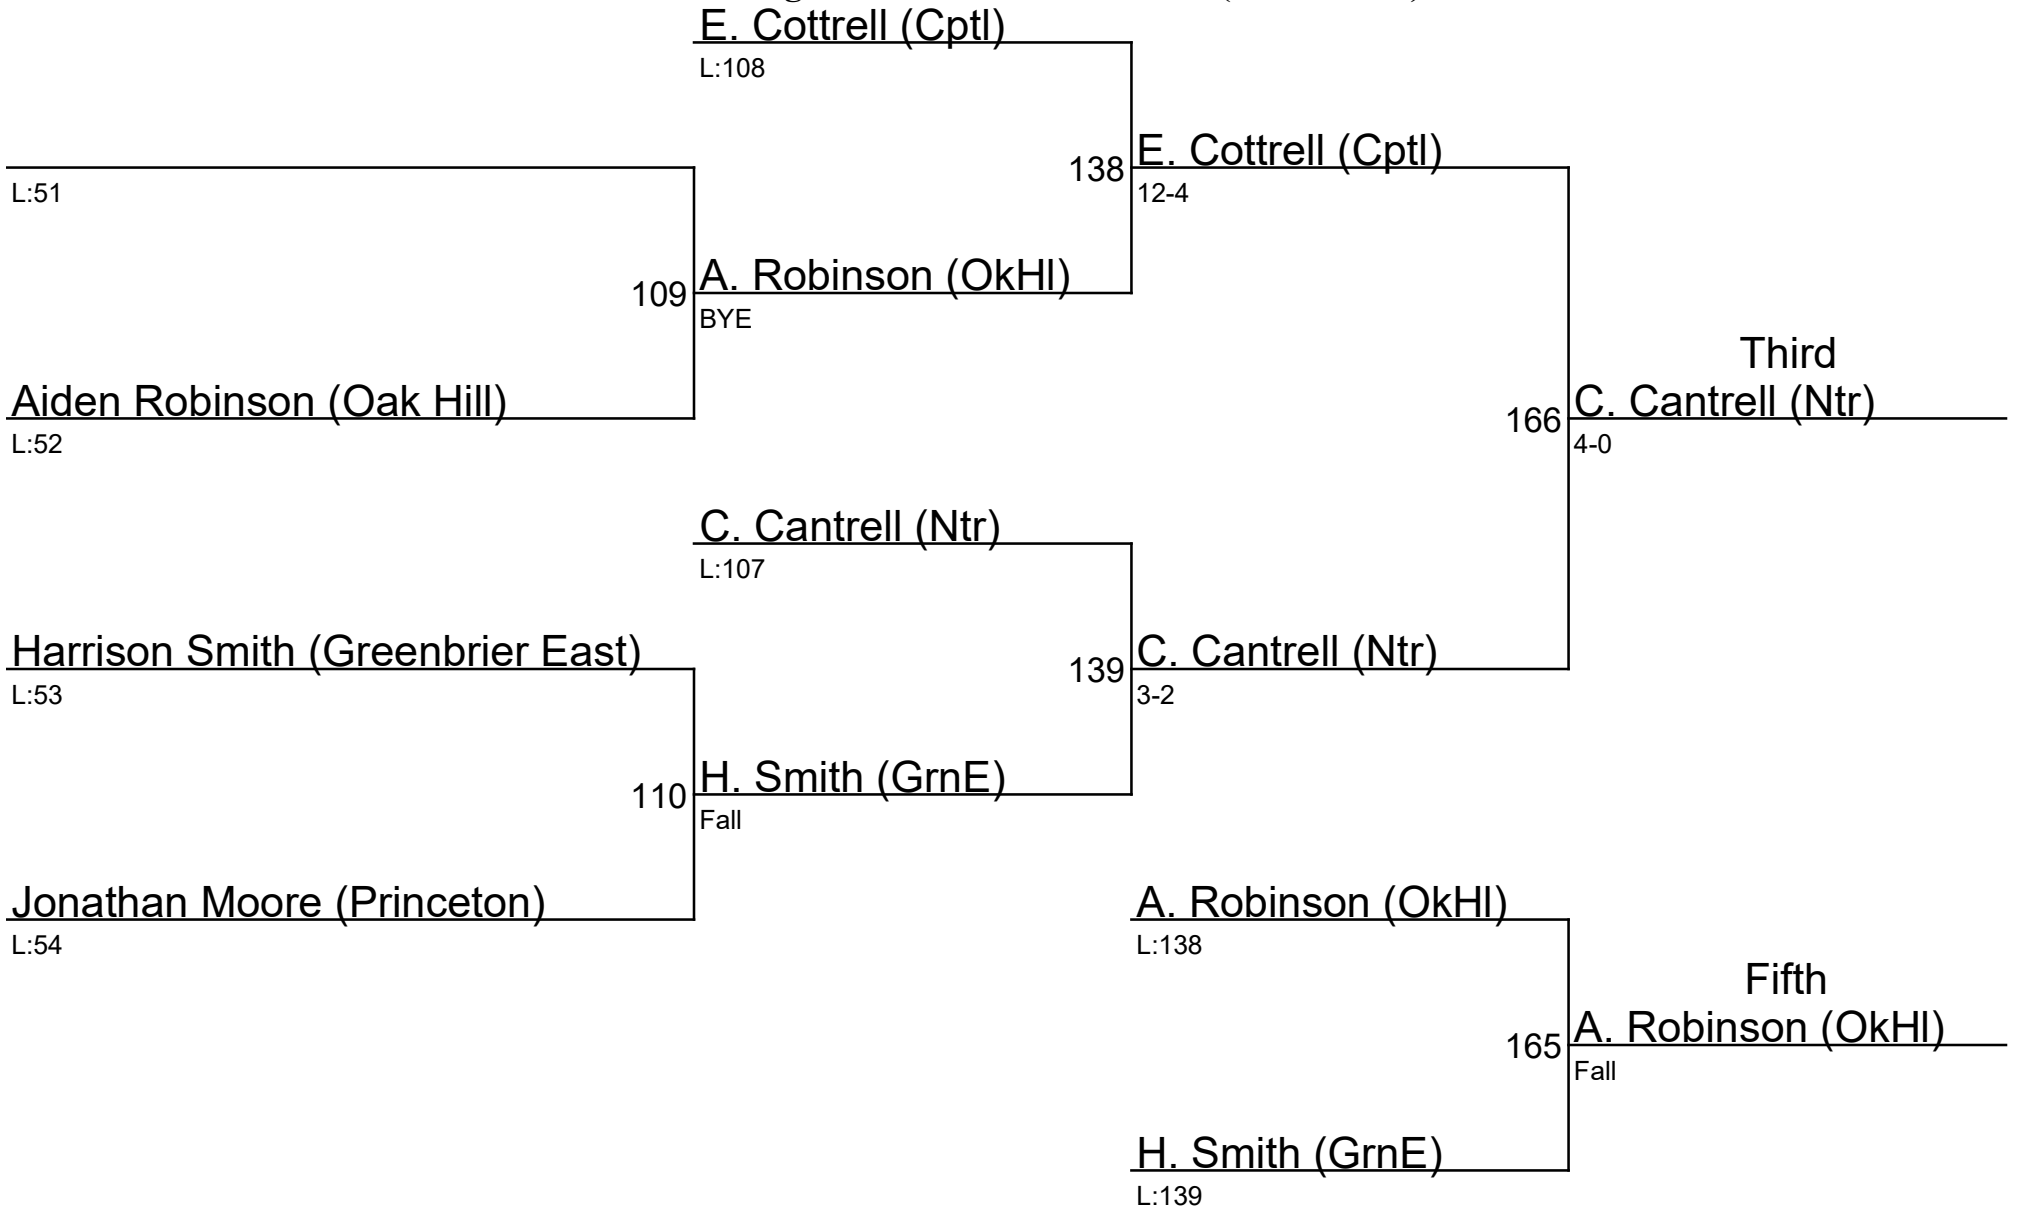 E. Cottrell (Cptl)
L:108
138
E. Cottrell (Cptl)
12-4
L:51
109
A. Robinson (OkHl)
BYE
Third
Aiden Robinson (Oak Hill)
L:52
166
C. Cantrell (Ntr)
4-0
C. Cantrell (Ntr)
L:107
Harrison Smith (Greenbrier East)
L:53
139
C. Cantrell (Ntr)
3-2
110
H. Smith (GrnE)
Fall
Jonathan Moore (Princeton)
L:54
A. Robinson (OkHl)
L:138
Fifth
165
A. Robinson (OkHl)
Fall
H. Smith (GrnE)
L:139